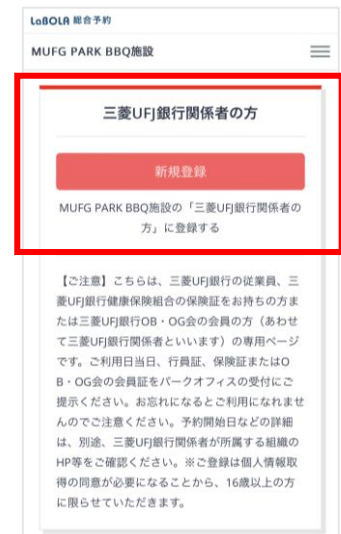 LaBOLA 総合予約
MUFG PARK BBQ施設
三菱UFJ銀行関係者の方
新規登録
MUFG PARK BBQ施設の「三菱UFJ銀行関係者の
方」に登録する
【ご注意】こちらは、三菱UFJ銀行の従業員、三
菱UFJ銀行健康保険組合の保険証をお持ちの方ま
たは三菱UFJ銀行OB・OG会の会員の方（あわせ
て三菱UFJ銀行関係者といいます）の専用ページ
です。ご利用日当日、行員証、保険証またはO
B・OG会の会員証をパークオフィスの受付にご
提示ください。お忘れになるとご利用になれませ
んのでご注意ください。予約開始日などの詳細
は、別途、三菱UFJ銀行関係者が所属する組織の
HP等をご確認ください。※ご登録は個人情報取
得の同意が必要になることから、16歳以上の方
に限らせていただきます。